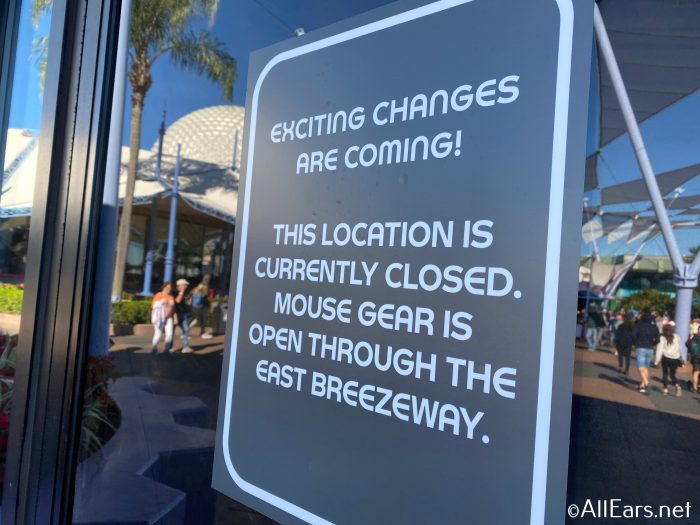 EXCITING CHANGES
ARE COMING!
THIS LOCATION IS
CURRENTLY CLOSED.
MOUSE GEAR IS
OPEN THROUGH THE
EAST BREEZEWAY.
©AllEars.net